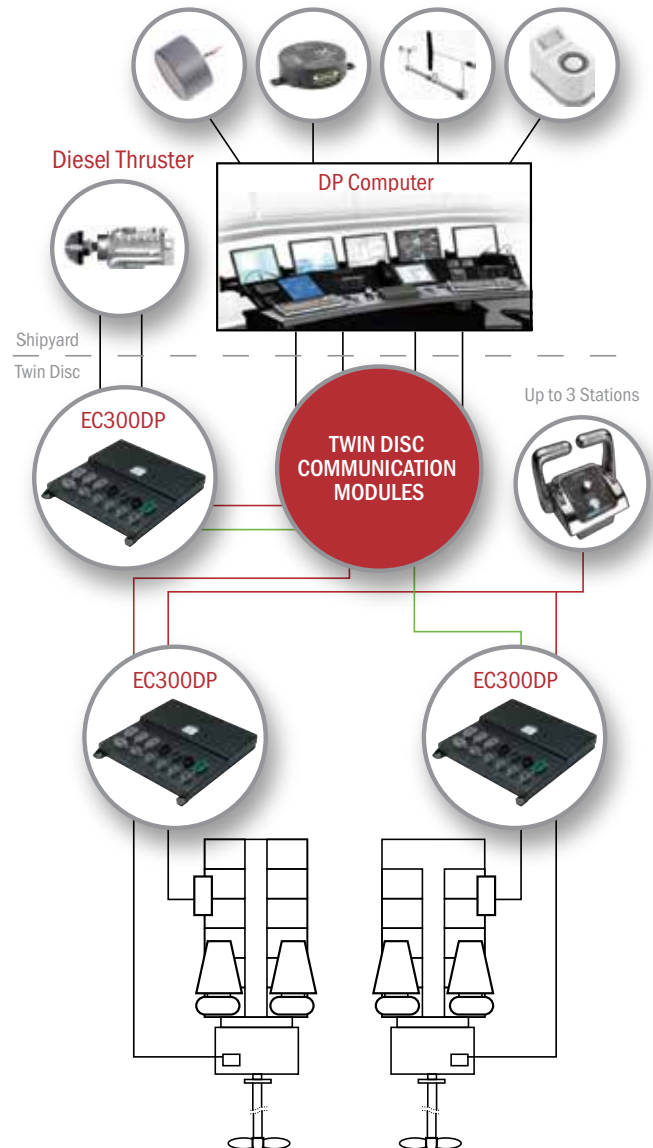 Diesel Thruster
DP Computer
Shipyard
Twin Disc
EC300DP
Up to 3 Stations
TWIN DISC
COMMUNICATION
MODULES
EC300DP
EC300DP